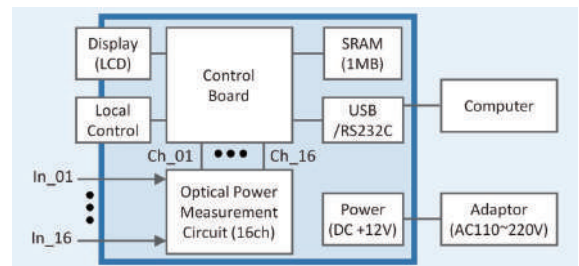 Display
(LCD)
Control
Board
SRAM
(1MB)
Local
Control
USB
/RS232C
Computer
Ch_01
Ch_16
In_01
In_16
Optical Power
Measurement
Circuit (16ch)
Power
(DC +12V)
Adaptor
(AC110~220V)